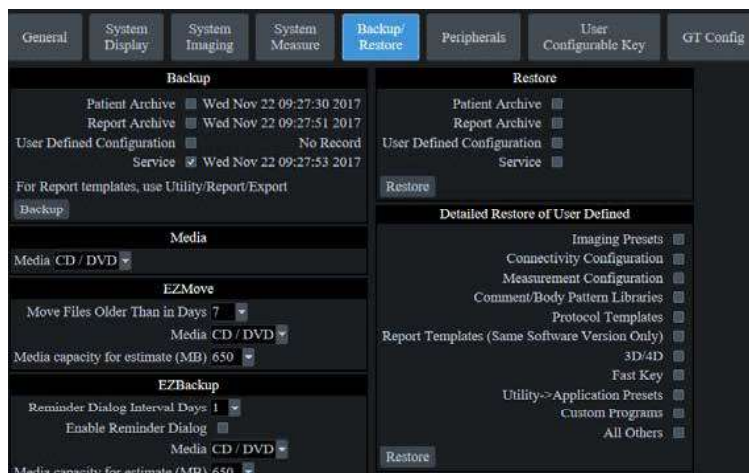 General
System Display
System Imaging
System Measure
Backup/ Restore
Peripherals
User Configurable Key
GT Config
Backup
Patient Archive Wed Nov 22 09:27:30 2017
Report Archive Wed Nov 22 09:27:51 2017
User Defined Configuration No Record
Service Wed Nov 22 09:27:53 2017
For Report templates, use Utility/Report/Export
Backup
Media
Media CD / DVD
EZMove
Move Files Older Than in Days 7
Media CD / DVD
Media capacity for estimate (MB) 650
EZBackup
Reminder Dialog Interval Days 1
Enable Reminder Dialog
Media CD / DVD
Media capacity for estimate (MB) 650
Restore
Patient Archive
Report Archive
User Defined Configuration
Service
Restore
Detailed Restore of User Defined
Imaging Presets
Connectivity Configuration
Measurement Configuration
Comment/Body Pattern Libraries
Protocol Templates
Report Templates (Same Software Version Only)
3D/4D
Fast Key
Utility->Application Presets
Custom Programs
All Others
Restore